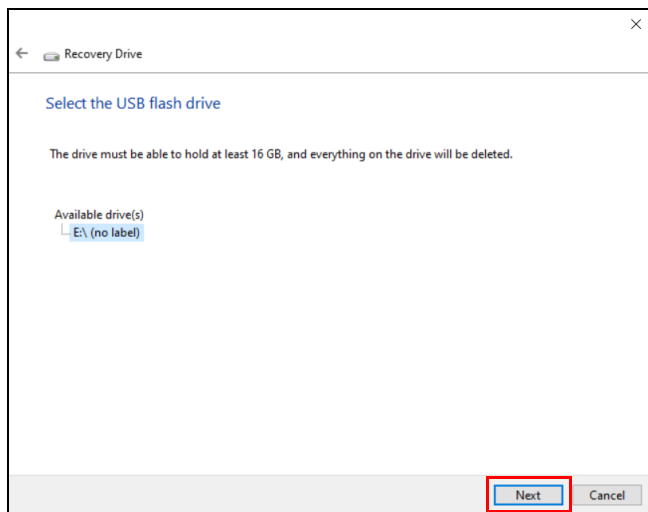 Recovery Drive
Select the USB flash drive
The drive must be able to hold at least 16 GB, and everything on the drive will be deleted.
Available drive(s)
E:\ (no label)
Next Cancel